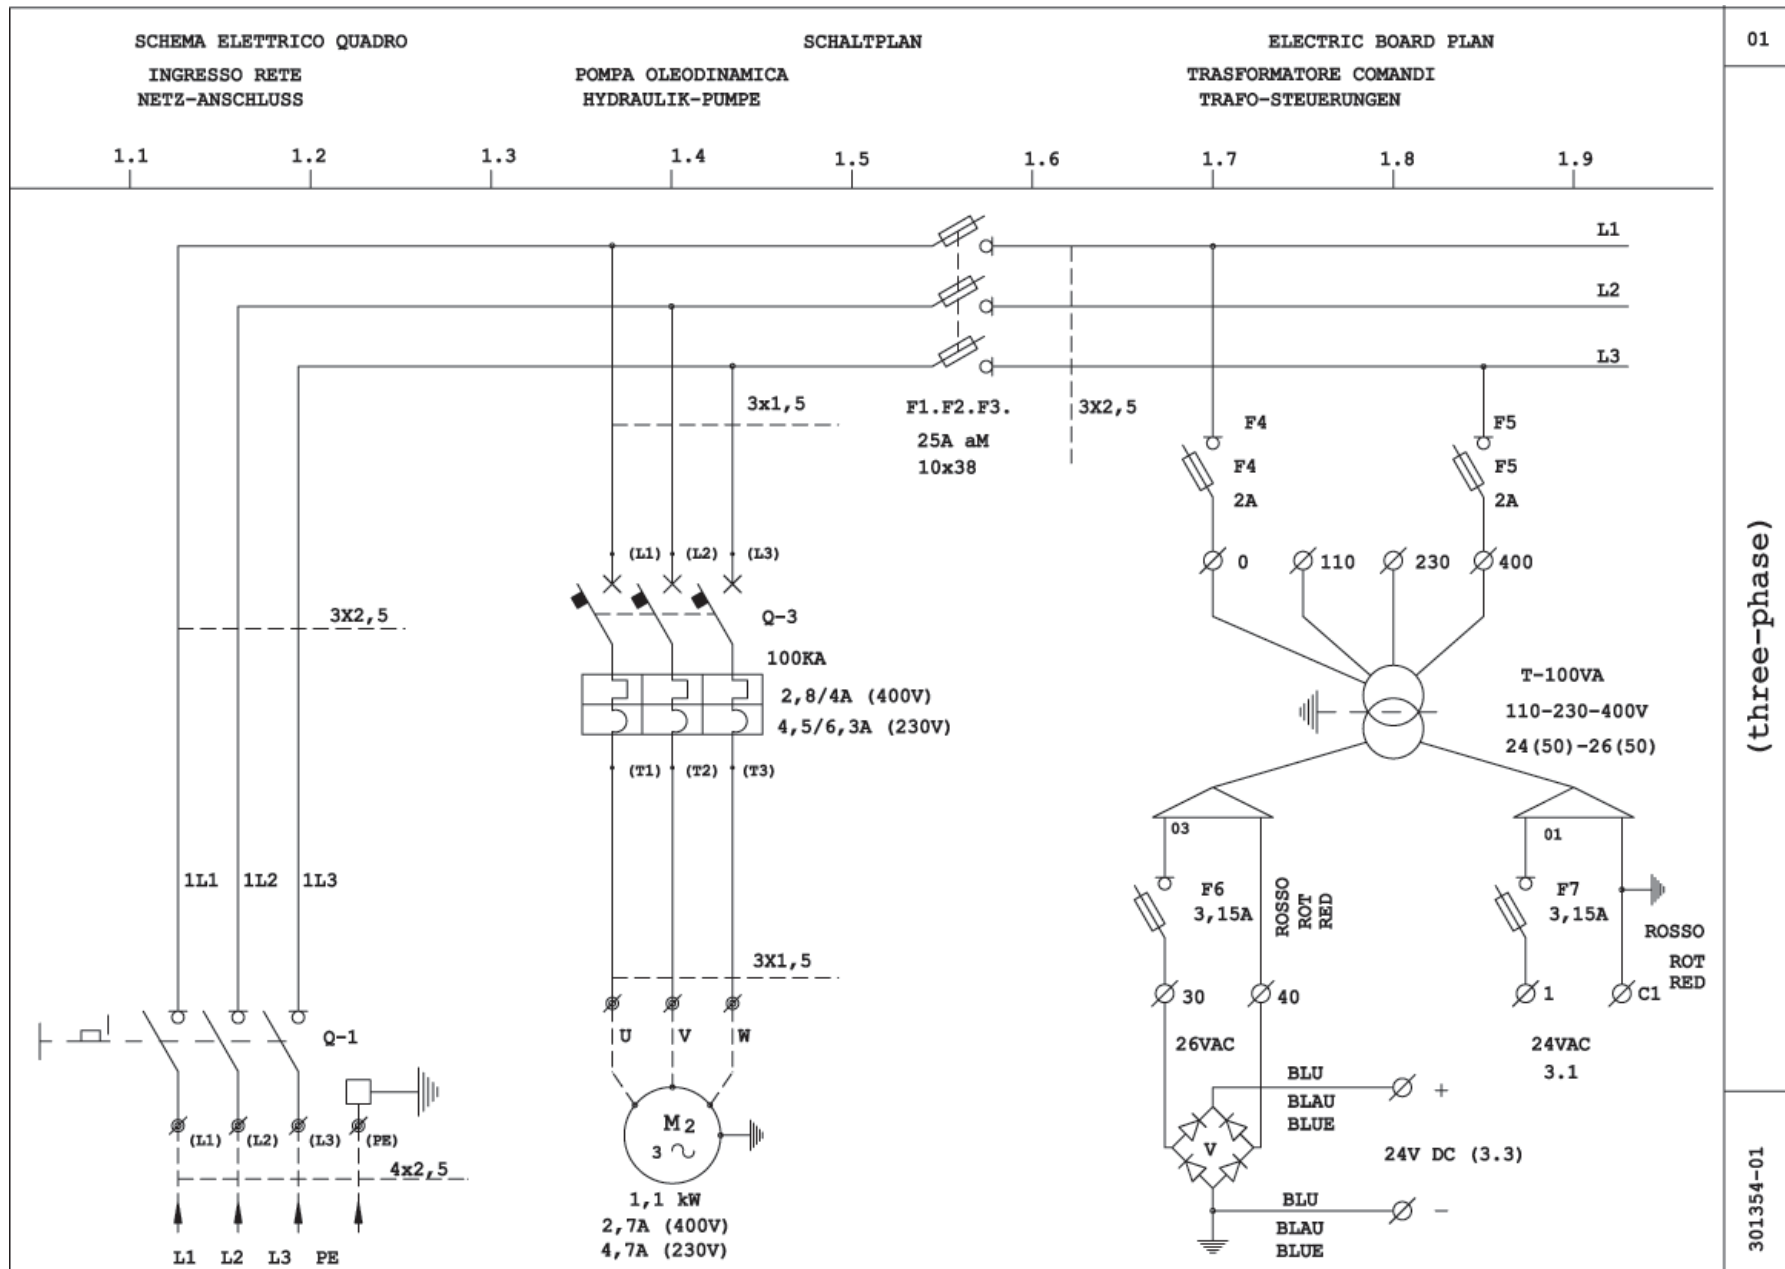 SCHEMA ELETTRICO QUADRO
SCHALTPLAN
ELECTRIC BOARD PLAN
01
INGRESSO RETE
NETZ-ANSCHLUSS
POMPA OLEODINAMICA
HYDRAULIK-PUMPE
TRASFORMATORE COMANDI
TRAFO-STEUERUNGEN
1.1 1.2 1.3 1.4 1.5 1.6 1.7 1.8 1.9
L1
L2
L3
3x1,5
F1.F2.F3.
25A aM
10x38
3X2,5
F4
F4
2A
F5
F5
2A
(L1) (L2) (L3)
0 110 230 400
3X2,5
Q-3
100KA
2,8/4A (400V)
4,5/6,3A (230V)
(T1) (T2) (T3)
T-100VA
110-230-400V
24(50)-26(50)
(three-phase)
03
01
1L1 1L2 1L3
F6
3,15A
ROSSO
ROT
RED
F7
3,15A
ROSSO
ROT
RED
3X1,5
30 40
1 C1
U V W
Q-1
26VAC
24VAC
3.1
BLU
BLAU
BLUE
+
M2
3
V
24V DC (3.3)
(L1) (L2) (L3) (PE)
4x2,5
1,1 kW
2,7A (400V)
4,7A (230V)
BLU
BLAU
BLUE
-
L1 L2 L3 PE
301354-01